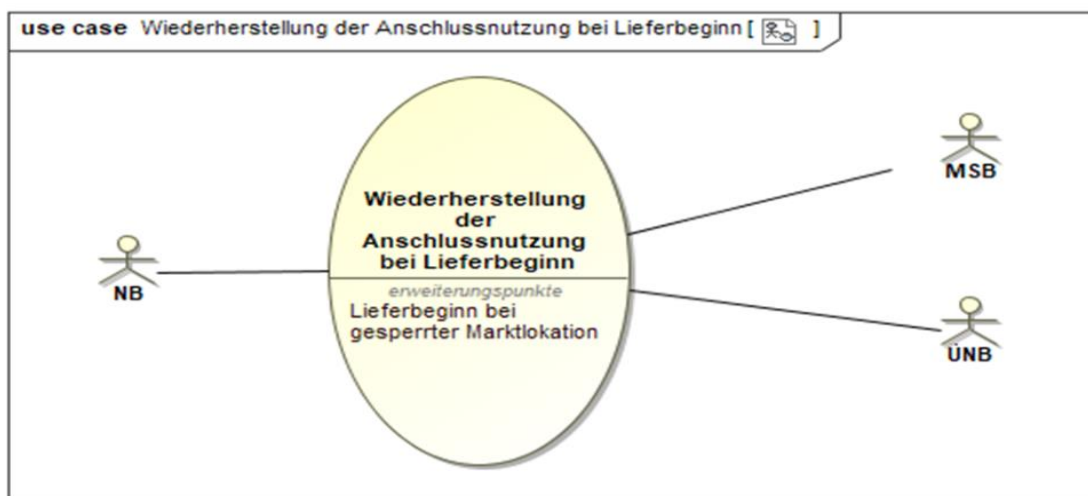 use case Wiederherstellung der Anschlussnutzung bei Lieferbeginn [ ]
MSB
Wiederherstellung
der
Anschlussnutzung
bei Lieferbeginn
NB
erweiterungspunkte
Lieferbeginn bei
gesperrter Marktlokation
ÜNB